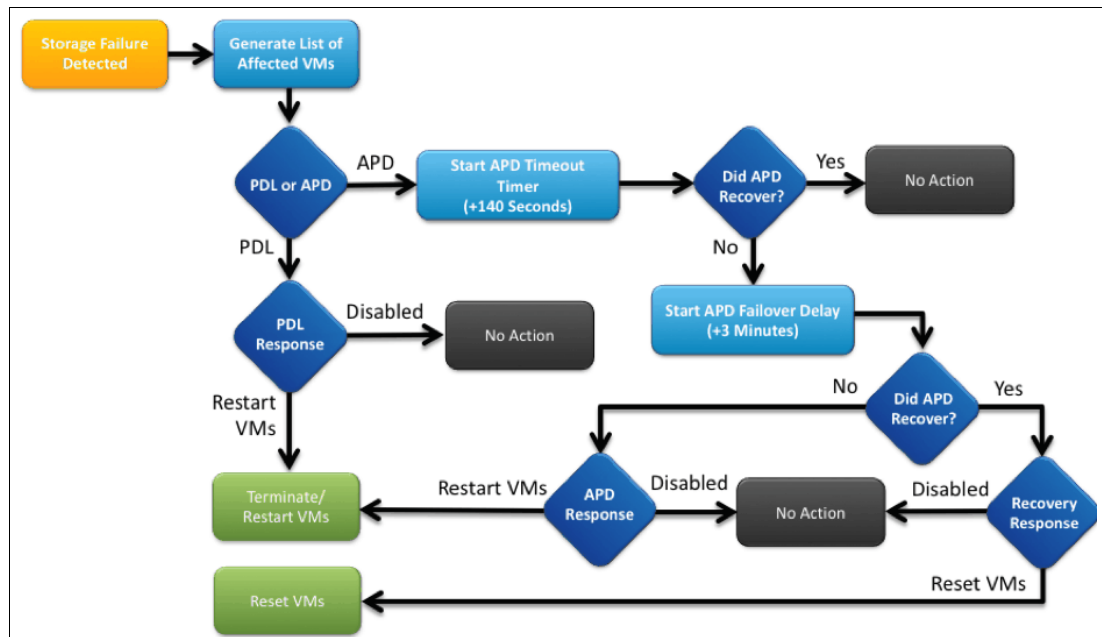 Storage Failure
Detected
Generate List of
Affected VMs
PDL or APD
APD
Start APD Timeout
Timer
(+140 Seconds)
Did APD
Recover?
Yes
No Action
PDL
No
PDL
Response
Disabled
No Action
Start APD Failover Delay
(+3 Minutes)
Restart
VMs
No
Did APD
Recover?
Yes
Terminate/
Restart VMs
Restart VMs
APD
Response
Disabled
No Action
Disabled
Recovery
Response
Reset VMs
Reset VMs